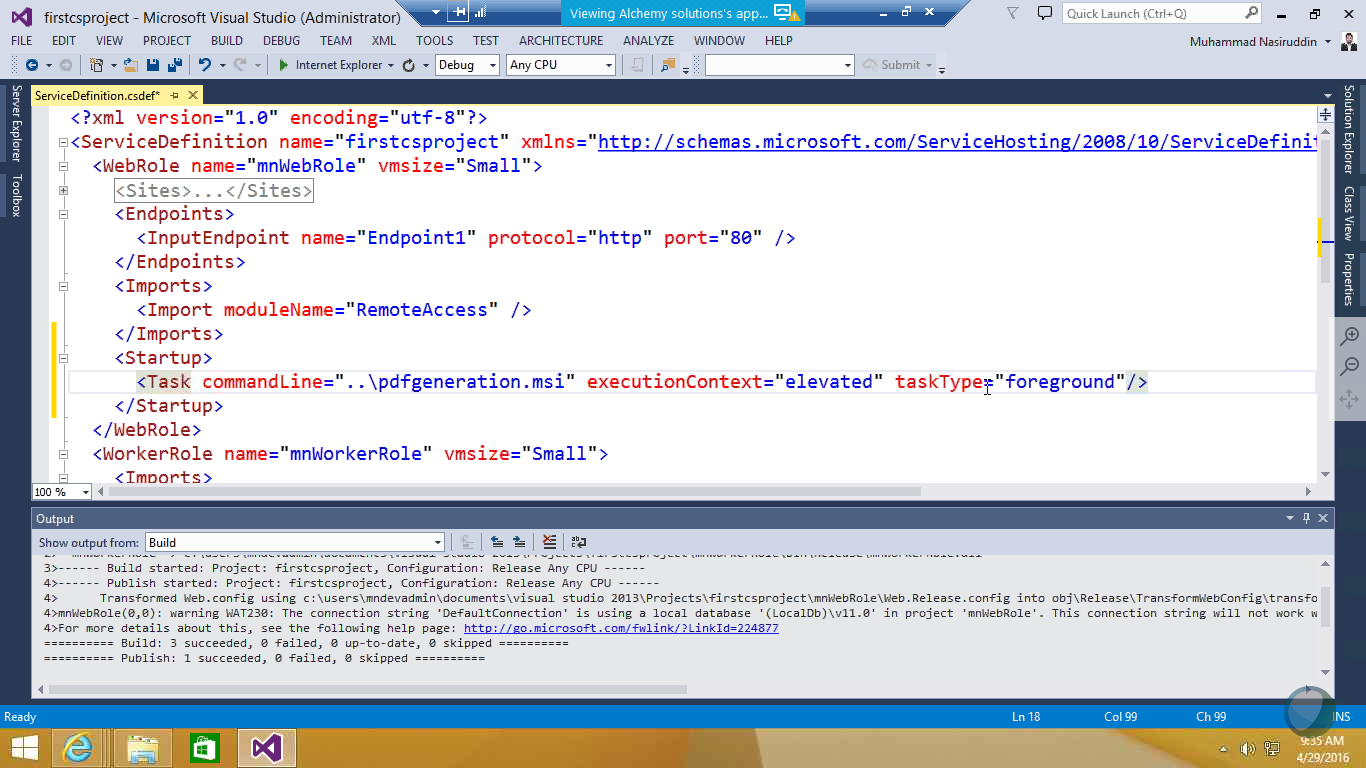 firstcsproject - Microsoft Visual Studio (Administrator)
Viewing Alchemy solutions's app...
Quick Launch (Ctrl+Q)
FILE EDIT VIEW PROJECT BUILD DEBUG TEAM XML TOOLS TEST ARCHITECTURE ANALYZE WINDOW HELP
Muhammad Nasiruddin
Internet Explorer Debug Any CPU Submit
Server Explorer
Toolbox
ServiceDefinition.csdef*
<?xml version="1.0" encoding="utf-8"?>
<ServiceDefinition name="firstcsproject" xmlns="http://schemas.microsoft.com/ServiceHosting/2008/10/ServiceDefinit
<WebRole name="mnWebRole" vmsize="Small">
<Sites>...</Sites>
<Endpoints>
<InputEndpoint name="Endpoint1" protocol="http" port="80" />
</Endpoints>
<Imports>
<Import moduleName="RemoteAccess" />
</Imports>
<Startup>
<Task commandLine="..\pdfgeneration.msi" executionContext="elevated" taskType="foreground"/>
</Startup>
</WebRole>
<WorkerRole name="mnWorkerRole" vmsize="Small">
<Imports>
100 %
Solution Explorer
Class View
Properties
Output
Show output from: Build
3>------ Build started: Project: firstcsproject, Configuration: Release Any CPU ------
4>------ Publish started: Project: firstcsproject, Configuration: Release Any CPU ------
4> Transformed Web.config using c:\users\mndevadmin\documents\visual studio 2013\Projects\firstcsproject\mnWebRole\Web.Release.config into obj\Release\TransformWebConfig\transfo
4>mnWebRole(0,0): warning WAT230: The connection string 'DefaultConnection' is using a local database '(LocalDb)\v11.0' in project 'mnWebRole'. This connection string will not work w
4>For more details about this, see the following help page: http://go.microsoft.com/fwlink/?LinkId=224877
========== Build: 3 succeeded, 0 failed, 0 up-to-date, 0 skipped ==========
========== Publish: 1 succeeded, 0 failed, 0 skipped ==========
Ready Ln 18 Col 99 Ch 99 INS
9:35 AM
4/29/2016